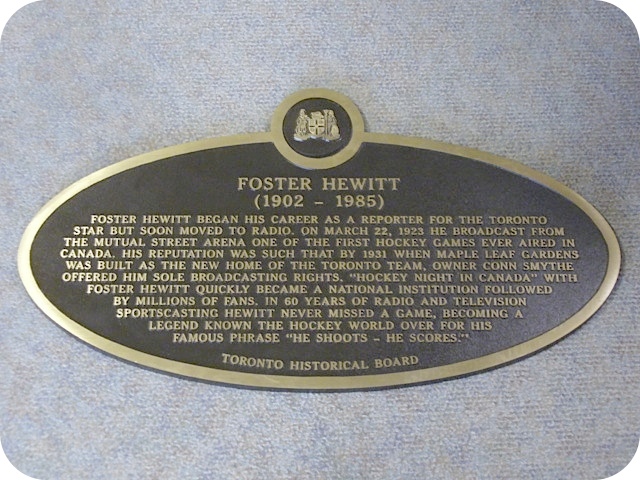 FOSTER HEWITT
(1902 – 1985)
FOSTER HEWITT BEGAN HIS CAREER AS A REPORTER FOR THE TORONTO
STAR BUT SOON MOVED TO RADIO. ON MARCH 22, 1923 HE BROADCAST FROM
THE MUTUAL STREET ARENA ONE OF THE FIRST HOCKEY GAMES EVER AIRED IN
CANADA. HIS REPUTATION WAS SUCH THAT BY 1931 WHEN MAPLE LEAF GARDENS
WAS BUILT AS THE NEW HOME OF THE TORONTO TEAM, OWNER CONN SMYTHE
OFFERED HIM SOLE BROADCASTING RIGHTS. "HOCKEY NIGHT IN CANADA" WITH
FOSTER HEWITT QUICKLY BECAME A NATIONAL INSTITUTION FOLLOWED
BY MILLIONS OF FANS. IN 60 YEARS OF RADIO AND TELEVISION
SPORTSCASTING HEWITT NEVER MISSED A GAME, BECOMING A
LEGEND KNOWN THE HOCKEY WORLD OVER FOR HIS
FAMOUS PHRASE "HE SHOOTS – HE SCORES."
TORONTO HISTORICAL BOARD